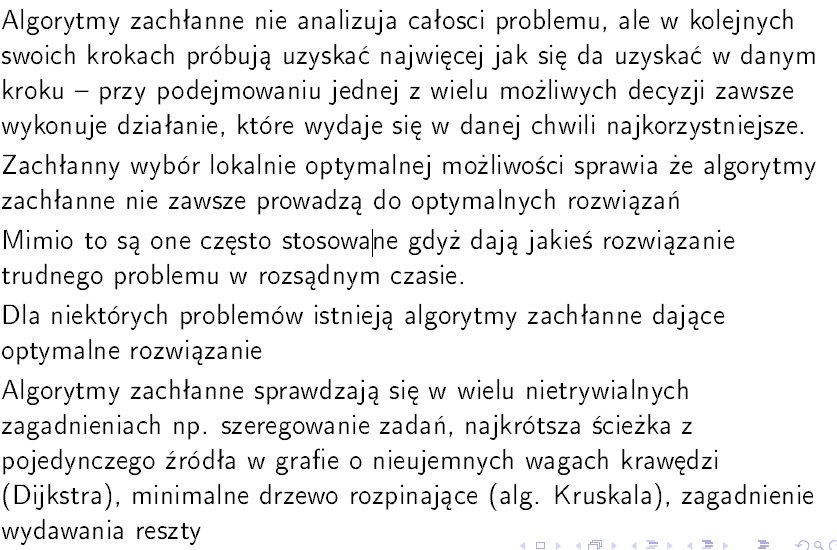 Algorytmy zachłanne nie analizuja całosci problemu, ale w kolejnych
swoich krokach próbują uzyskać najwięcej jak się da uzyskać w danym
kroku – przy podejmowaniu jednej z wielu możliwych decyzji zawsze
wykonuje działanie, które wydaje się w danej chwili najkorzystniejsze.
Zachłanny wybór lokalnie optymalnej możliwości sprawia że algorytmy
zachłanne nie zawsze prowadzą do optymalnych rozwiązań
Mimio to są one często stosowane gdyż dają jakieś rozwiązanie
trudnego problemu w rozsądnym czasie.
Dla niektórych problemów istnieją algorytmy zachłanne dające
optymalne rozwiązanie
Algorytmy zachłanne sprawdzają się w wielu nietrywialnych
zagadnieniach np. szeregowanie zadań, najkrótsza ścieżka z
pojedynczego źródła w grafie o nieujemnych wagach krawędzi
(Dijkstra), minimalne drzewo rozpinające (alg. Kruskala), zagadnienie
wydawania reszty